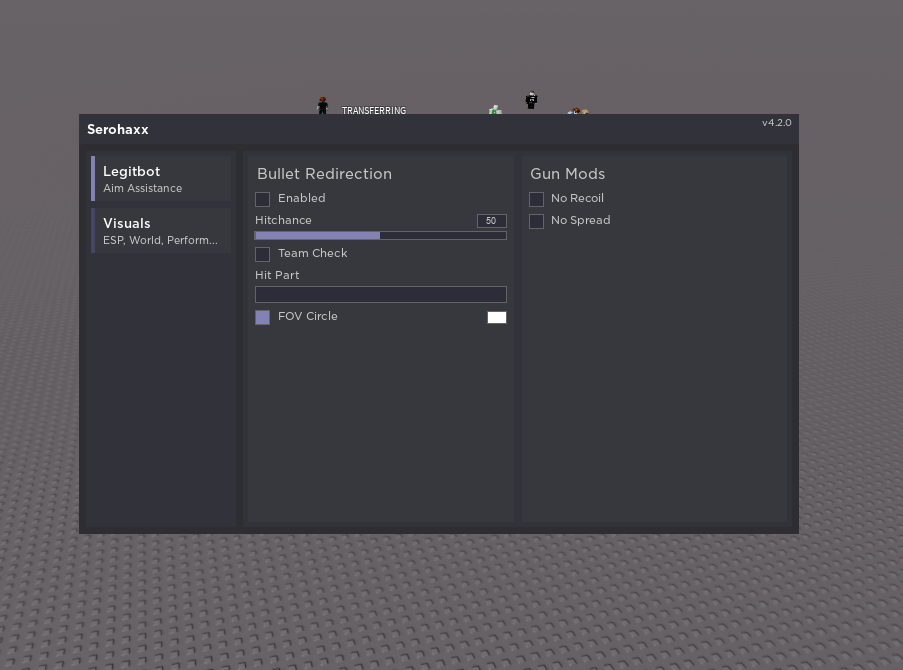 TRANSFERRING
Serohaxx
v4.2.0
Legitbot
Aim Assistance
Visuals
ESP, World, Perform...
Bullet Redirection
Enabled
Hitchance
50
Team Check
Hit Part
FOV Circle
Gun Mods
No Recoil
No Spread